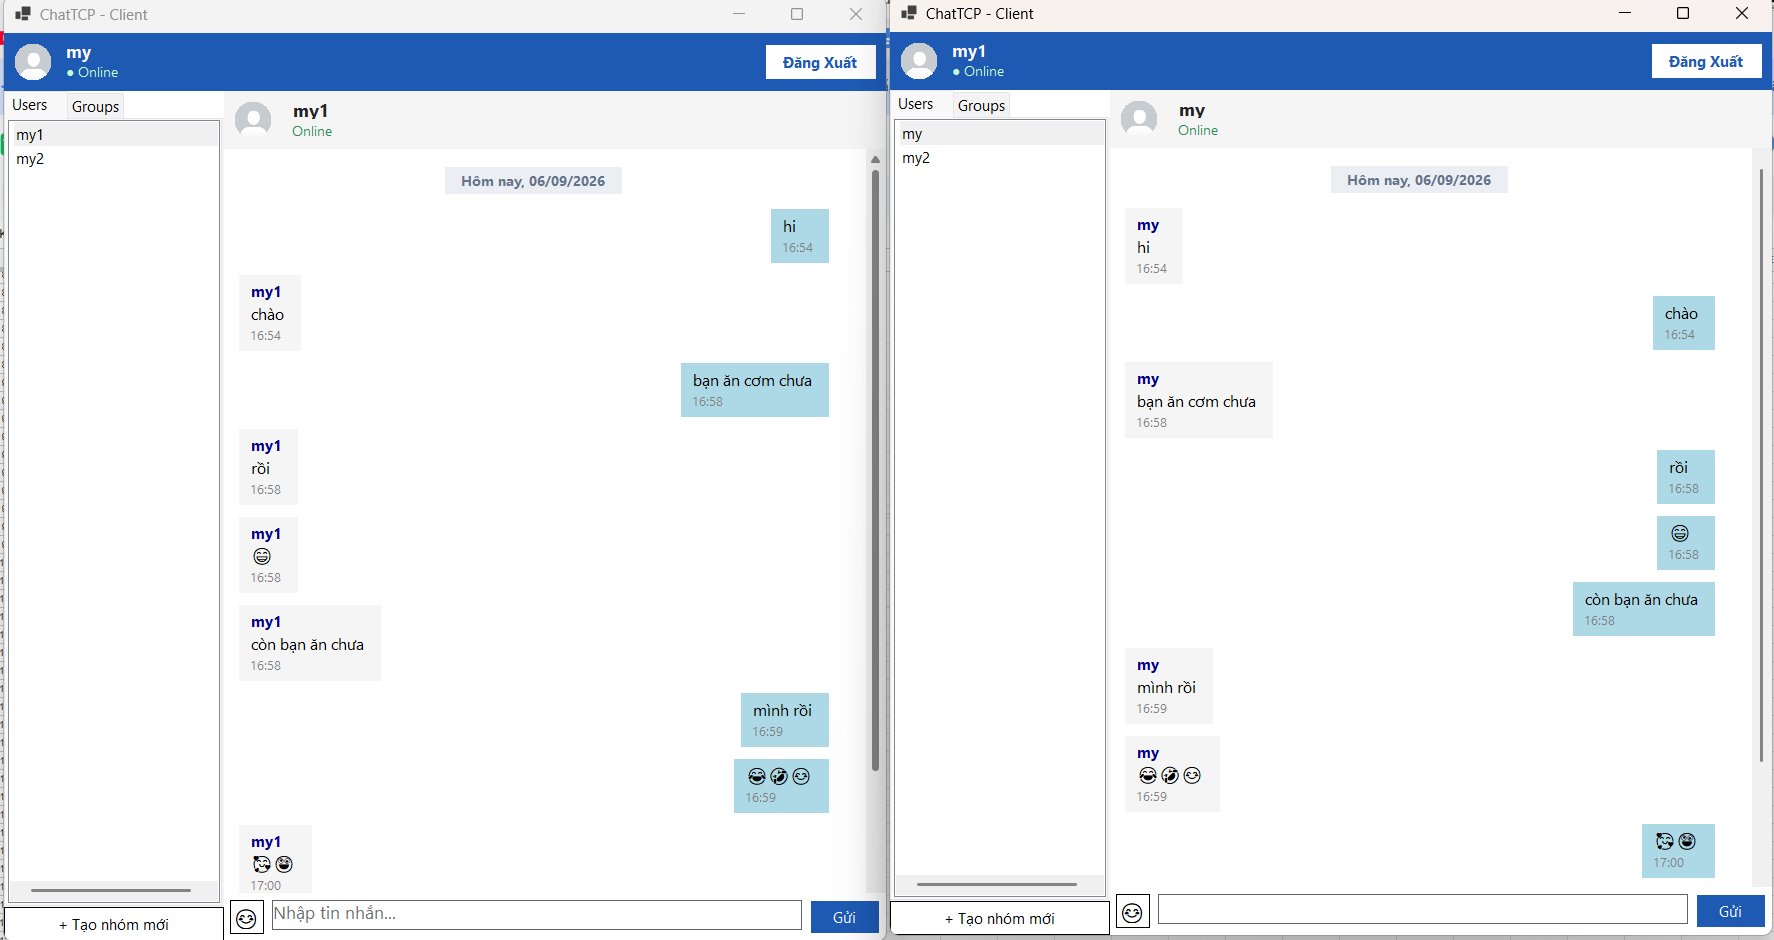 ChatTCP - Client
my
● Online
Đăng Xuất
Users
Groups
my1
my2
+ Tạo nhóm mới
my1
Online
Hôm nay, 06/09/2026
hi
16:54
my1
chào
16:54
bạn ăn cơm chưa
16:58
my1
rồi
16:58
my1
😄
16:58
my1
còn bạn ăn chưa
16:58
mình rồi
16:59
😂🤣😊
16:59
my1
🥰🤩
17:00
Nhập tin nhắn...
Gửi
ChatTCP - Client
my1
● Online
Đăng Xuất
Users
Groups
my
my2
+ Tạo nhóm mới
my
Online
Hôm nay, 06/09/2026
my
hi
16:54
chào
16:54
my
bạn ăn cơm chưa
16:58
rồi
16:58
😄
16:58
còn bạn ăn chưa
16:58
my
mình rồi
16:59
my
😂🤣😊
16:59
🥰🤩
17:00
Gửi